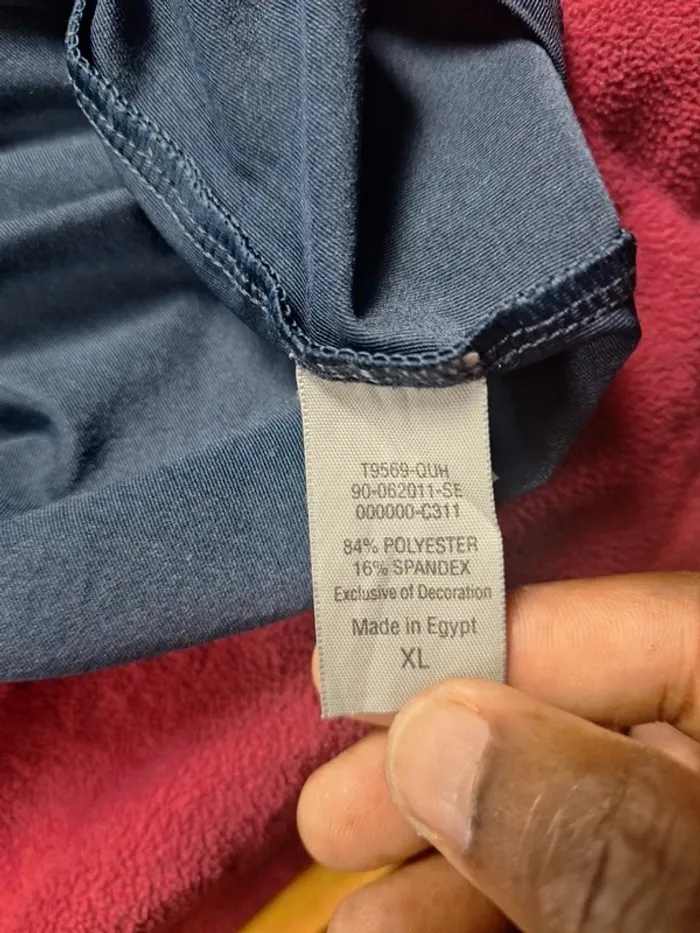 T9569-QUH
90-062011-SE
000000-C311
84% POLYESTER
16% SPANDEX
Exclusive of Decoration
Made in Egypt
XL